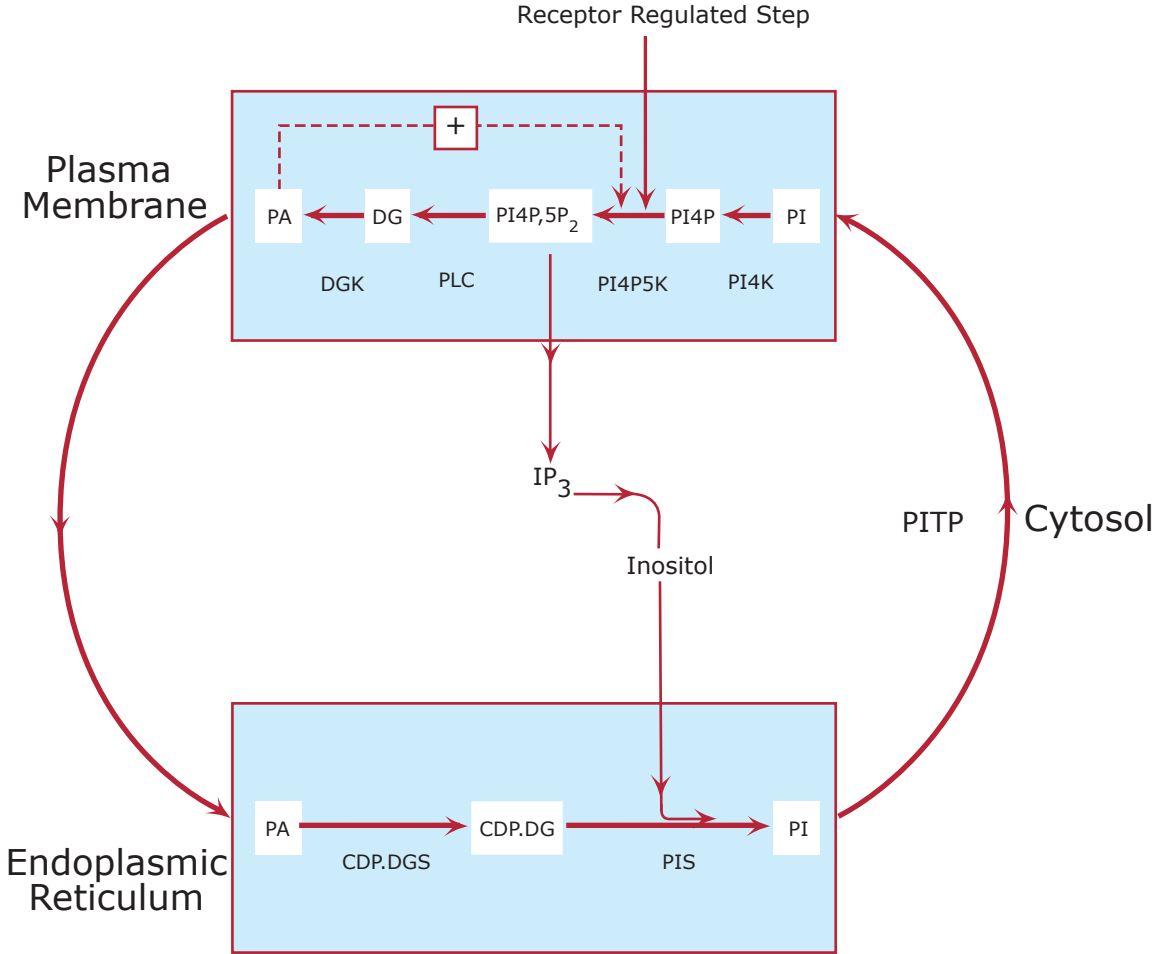 Receptor Regulated Step
+
Plasma
Membrane
PA
DG
PI4P,5P2
PI4P
PI
DGK
PLC
PI4P5K
PI4K
IP3
PITP
Cytosol
Inositol
PA
CDP.DG
PI
CDP.DGS
PIS
Endoplasmic
Reticulum